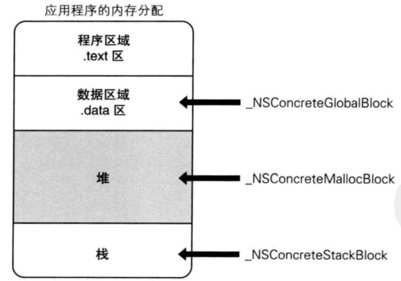 应用程序的内存分配
程序区域
.text 区
数据区域
.data 区
_NSConcreteGlobalBlock
堆
_NSConcreteMallocBlock
栈
_NSConcreteStackBlock